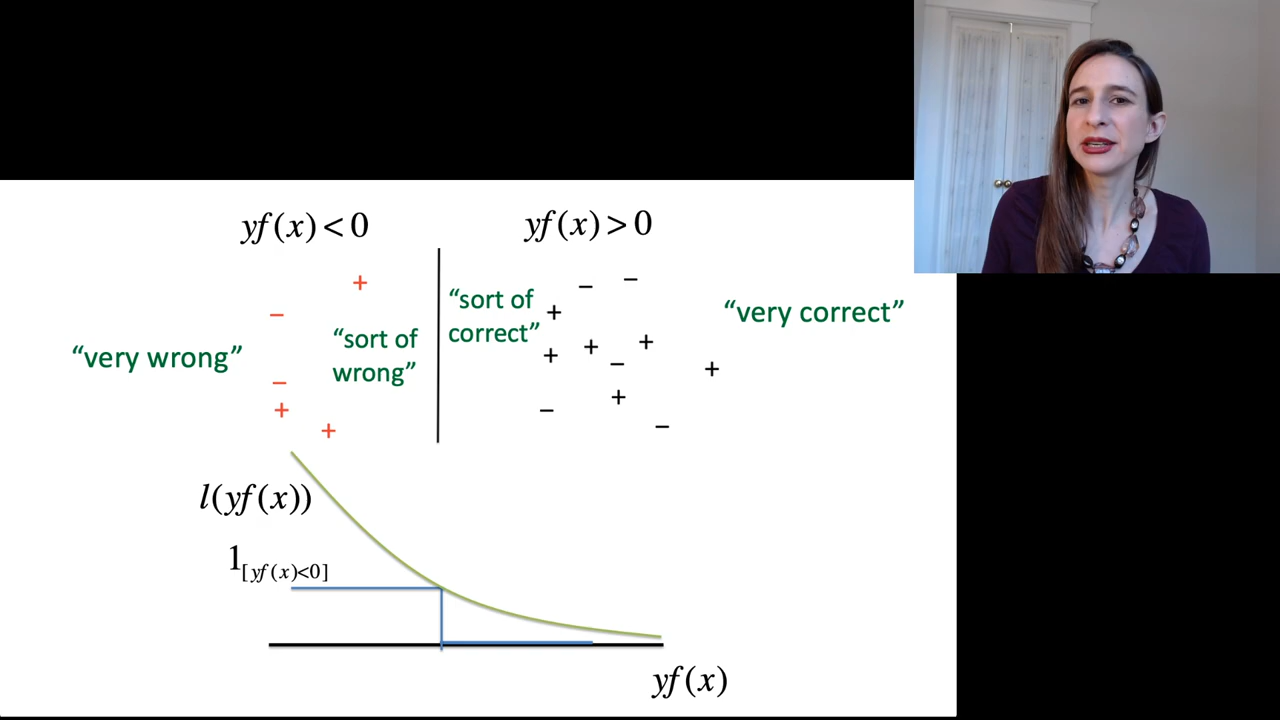 yf(x)<0
yf(x)>0
"very wrong"
"sort of
wrong"
"sort of
correct"
"very correct"
l(yf(x))
1[yf(x)<0]
yf(x)